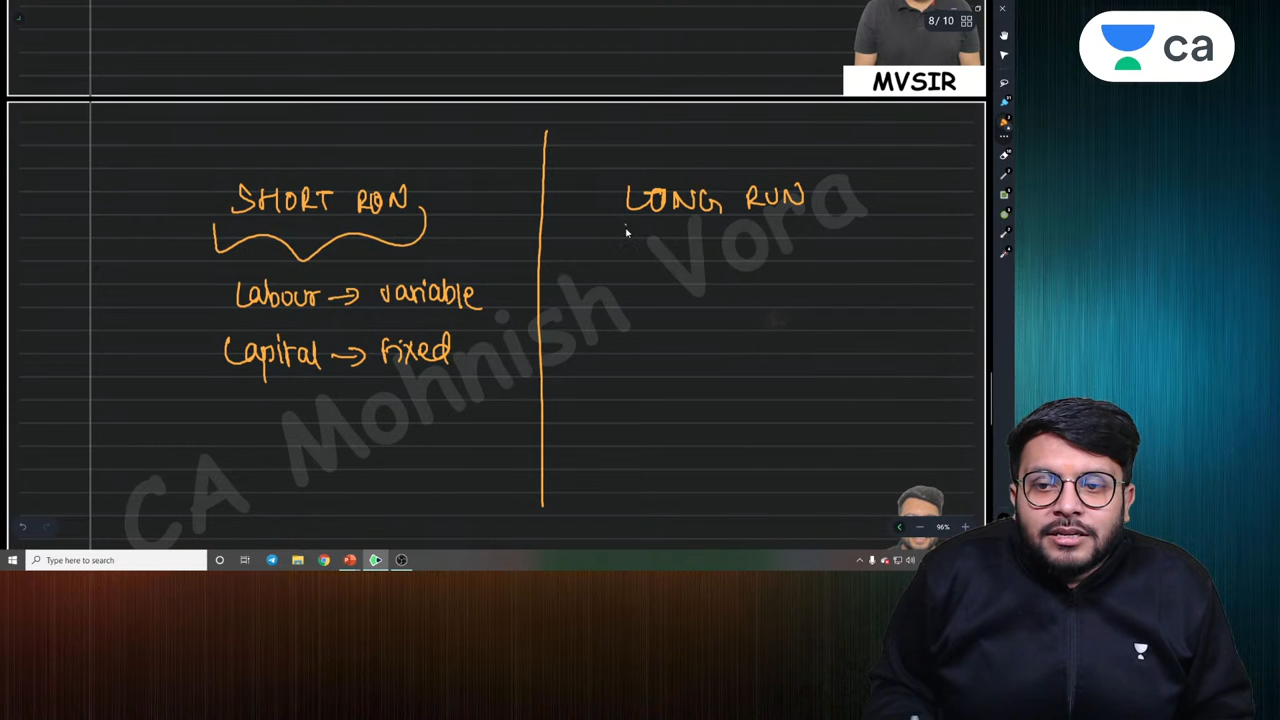 8/ 10
ca
MVSIR
SHORT RUN
Labour → variable
Capital → Fixed
LONG RUN
CA Mohnish Vora
96%
Type here to search